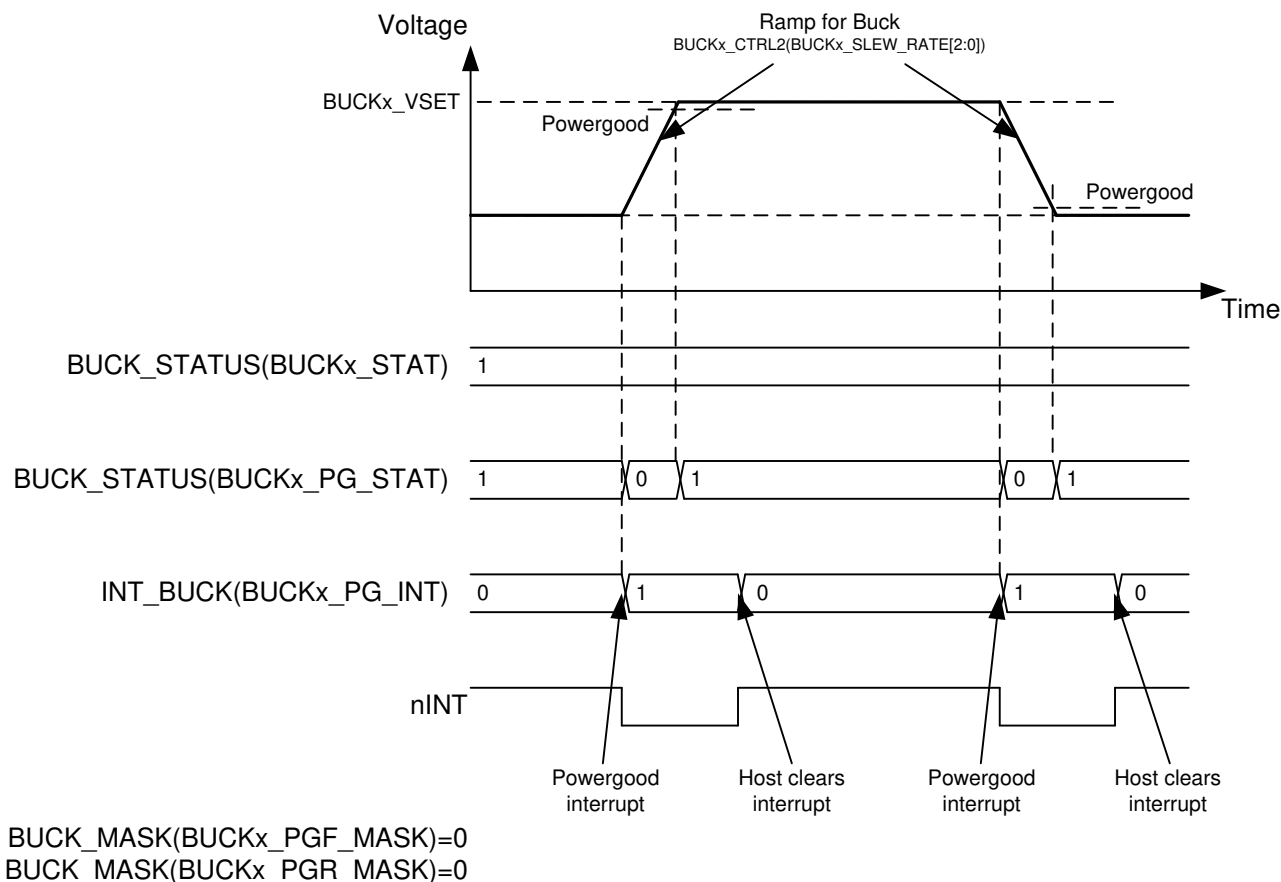 Voltage
Ramp for Buck
BUCKx_CTRL2(BUCKx_SLEW_RATE[2:0])
BUCKx_VSET
Powergood
Powergood
Time
BUCK_STATUS(BUCKx_STAT) 1
BUCK_STATUS(BUCKx_PG_STAT) 1 0 1 0 1
INT_BUCK(BUCKx_PG_INT) 0 1 0 1 0
nINT
Powergood
interrupt
Host clears
interrupt
Powergood
interrupt
Host clears
interrupt
BUCK_MASK(BUCKx_PGF_MASK)=0
BUCK_MASK(BUCKx_PGR_MASK)=0